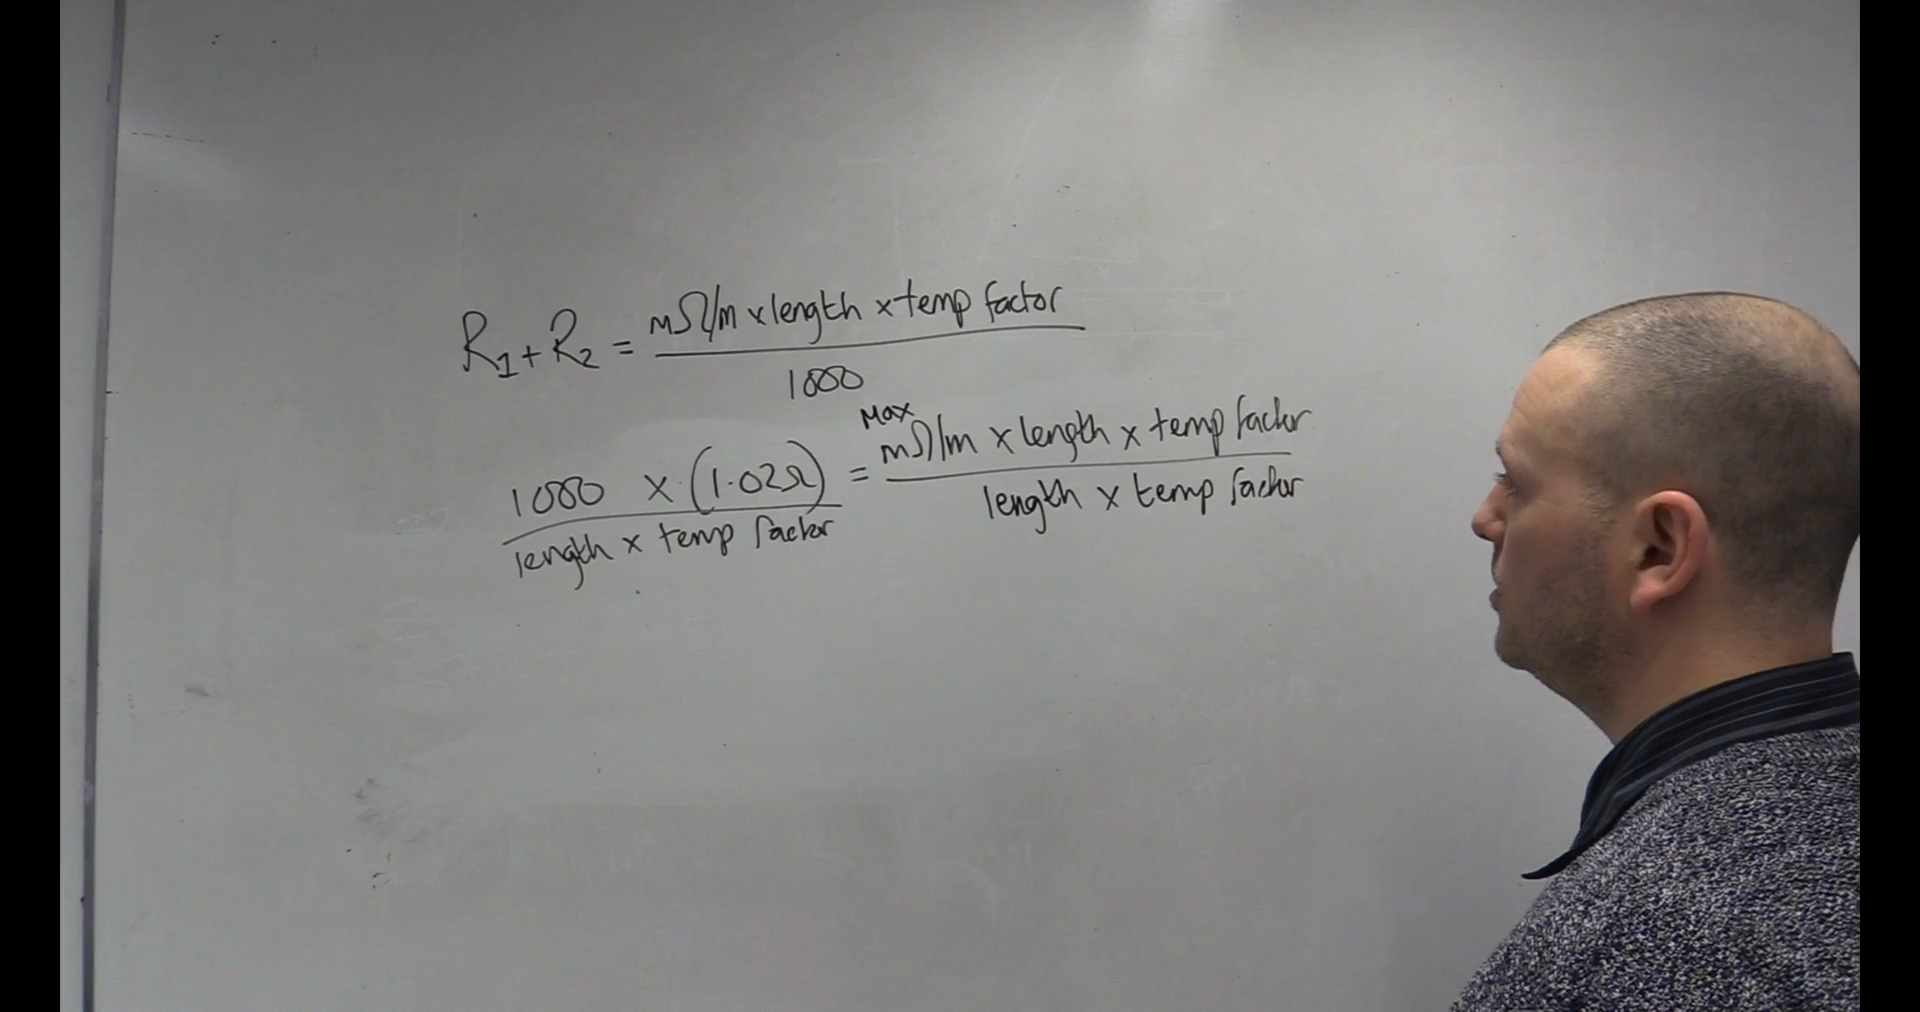 R₁+R₂ = mΩ/m x length x temp factor
1000
Max
1000 x (1.02Ω) = mΩ/m x length x temp factor
length x temp factor length x temp factor